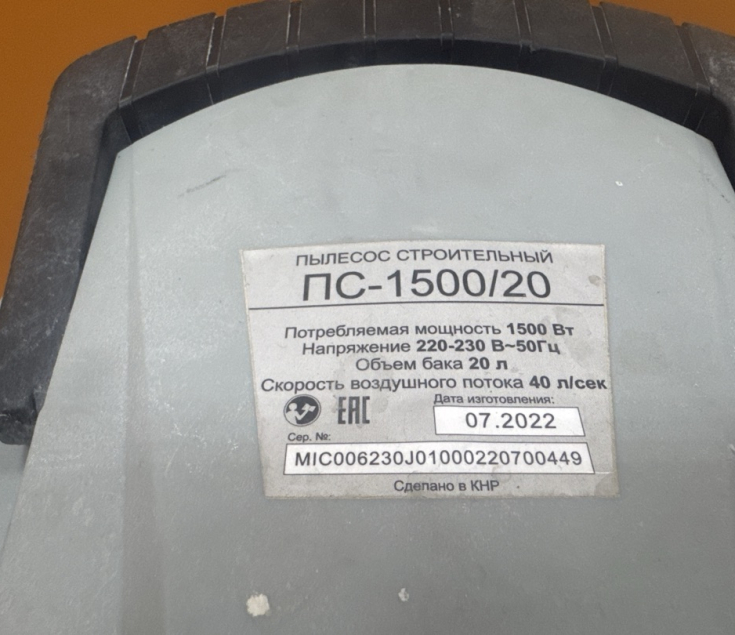 ПЫЛЕСОС СТРОИТЕЛЬНЫЙ
ПС-1500/20
Потребляемая мощность 1500 Вт
Напряжение 220-230 В~50Гц
Объем бака 20 л
Скорость воздушного потока 40 л/сек
EAC
Дата изготовления:
07.2022
Сер. №:
MIC006230J01000220700449
Сделано в КНР